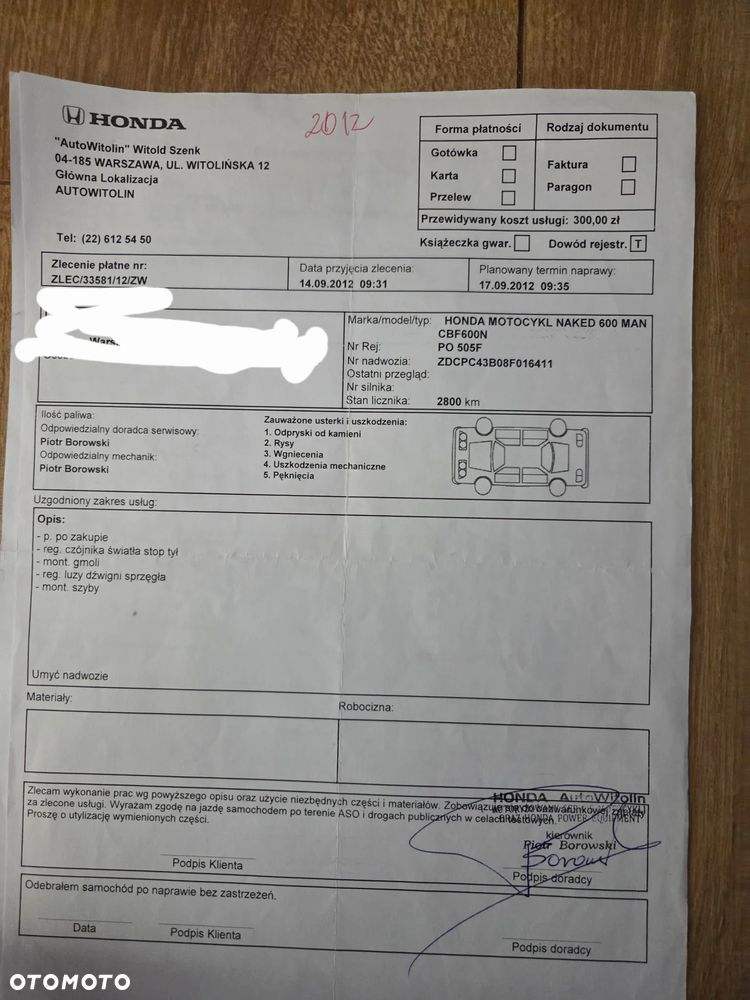 HONDA
2012
"AutoWitolin" Witold Szenk
04-185 WARSZAWA, UL. WITOLIŃSKA 12
Główna Lokalizacja
AUTOWITOLIN
Tel: (22) 612 54 50
Forma płatności
Rodzaj dokumentu
Gotówka
Karta
Przelew
Faktura
Paragon
Przewidywany koszt usługi: 300,00 zł
Książeczka gwar.
Dowód rejestr. T
Zlecenie płatne nr:
ZLEC/33581/12/ZW
Data przyjęcia zlecenia:
14.09.2012 09:31
Planowany termin naprawy:
17.09.2012 09:35
Marka/model/typ: HONDA MOTOCYKL NAKED 600 MAN
CBF600N
Nr Rej: PO 505F
Nr nadwozia: ZDCPC43B08F016411
Ostatni przegląd:
Nr silnika:
Stan licznika: 2800 km
Ilość paliwa:
Odpowiedzialny doradca serwisowy:
Piotr Borowski
Odpowiedzialny mechanik:
Piotr Borowski
Zauważone usterki i uszkodzenia:
1. Odpryski od kamieni
2. Rysy
3. Wgniecenia
4. Uszkodzenia mechaniczne
5. Pęknięcia
Uzgodniony zakres usług:
Opis:
- p. po zakupie
- reg. czójnika światła stop tył
- mont. gmoli
- reg. luzy dźwigni sprzęgła
- mont. szyby
Umyć nadwozie
Materiały:
Robocizna:
Zlecam wykonanie prac wg powyższego opisu oraz użycie niezbędnych części i materiałów. Zobowiązuję
do bezwarunkowej zapłaty
za zlecone usługi. Wyrażam zgodę na jazdę samochodem po terenie ASO i drogach publicznych w celach testowych.
Proszę o utylizację wymienionych części.
HONDA AutoWitolin
ORAZ HONDA POWER EQUIPMENT
kierownik
Piotr Borowski
Podpis Klienta
Podpis doradcy
Odebrałem samochód po naprawie bez zastrzeżeń.
Data
Podpis Klienta
Podpis doradcy
OTOMOTO